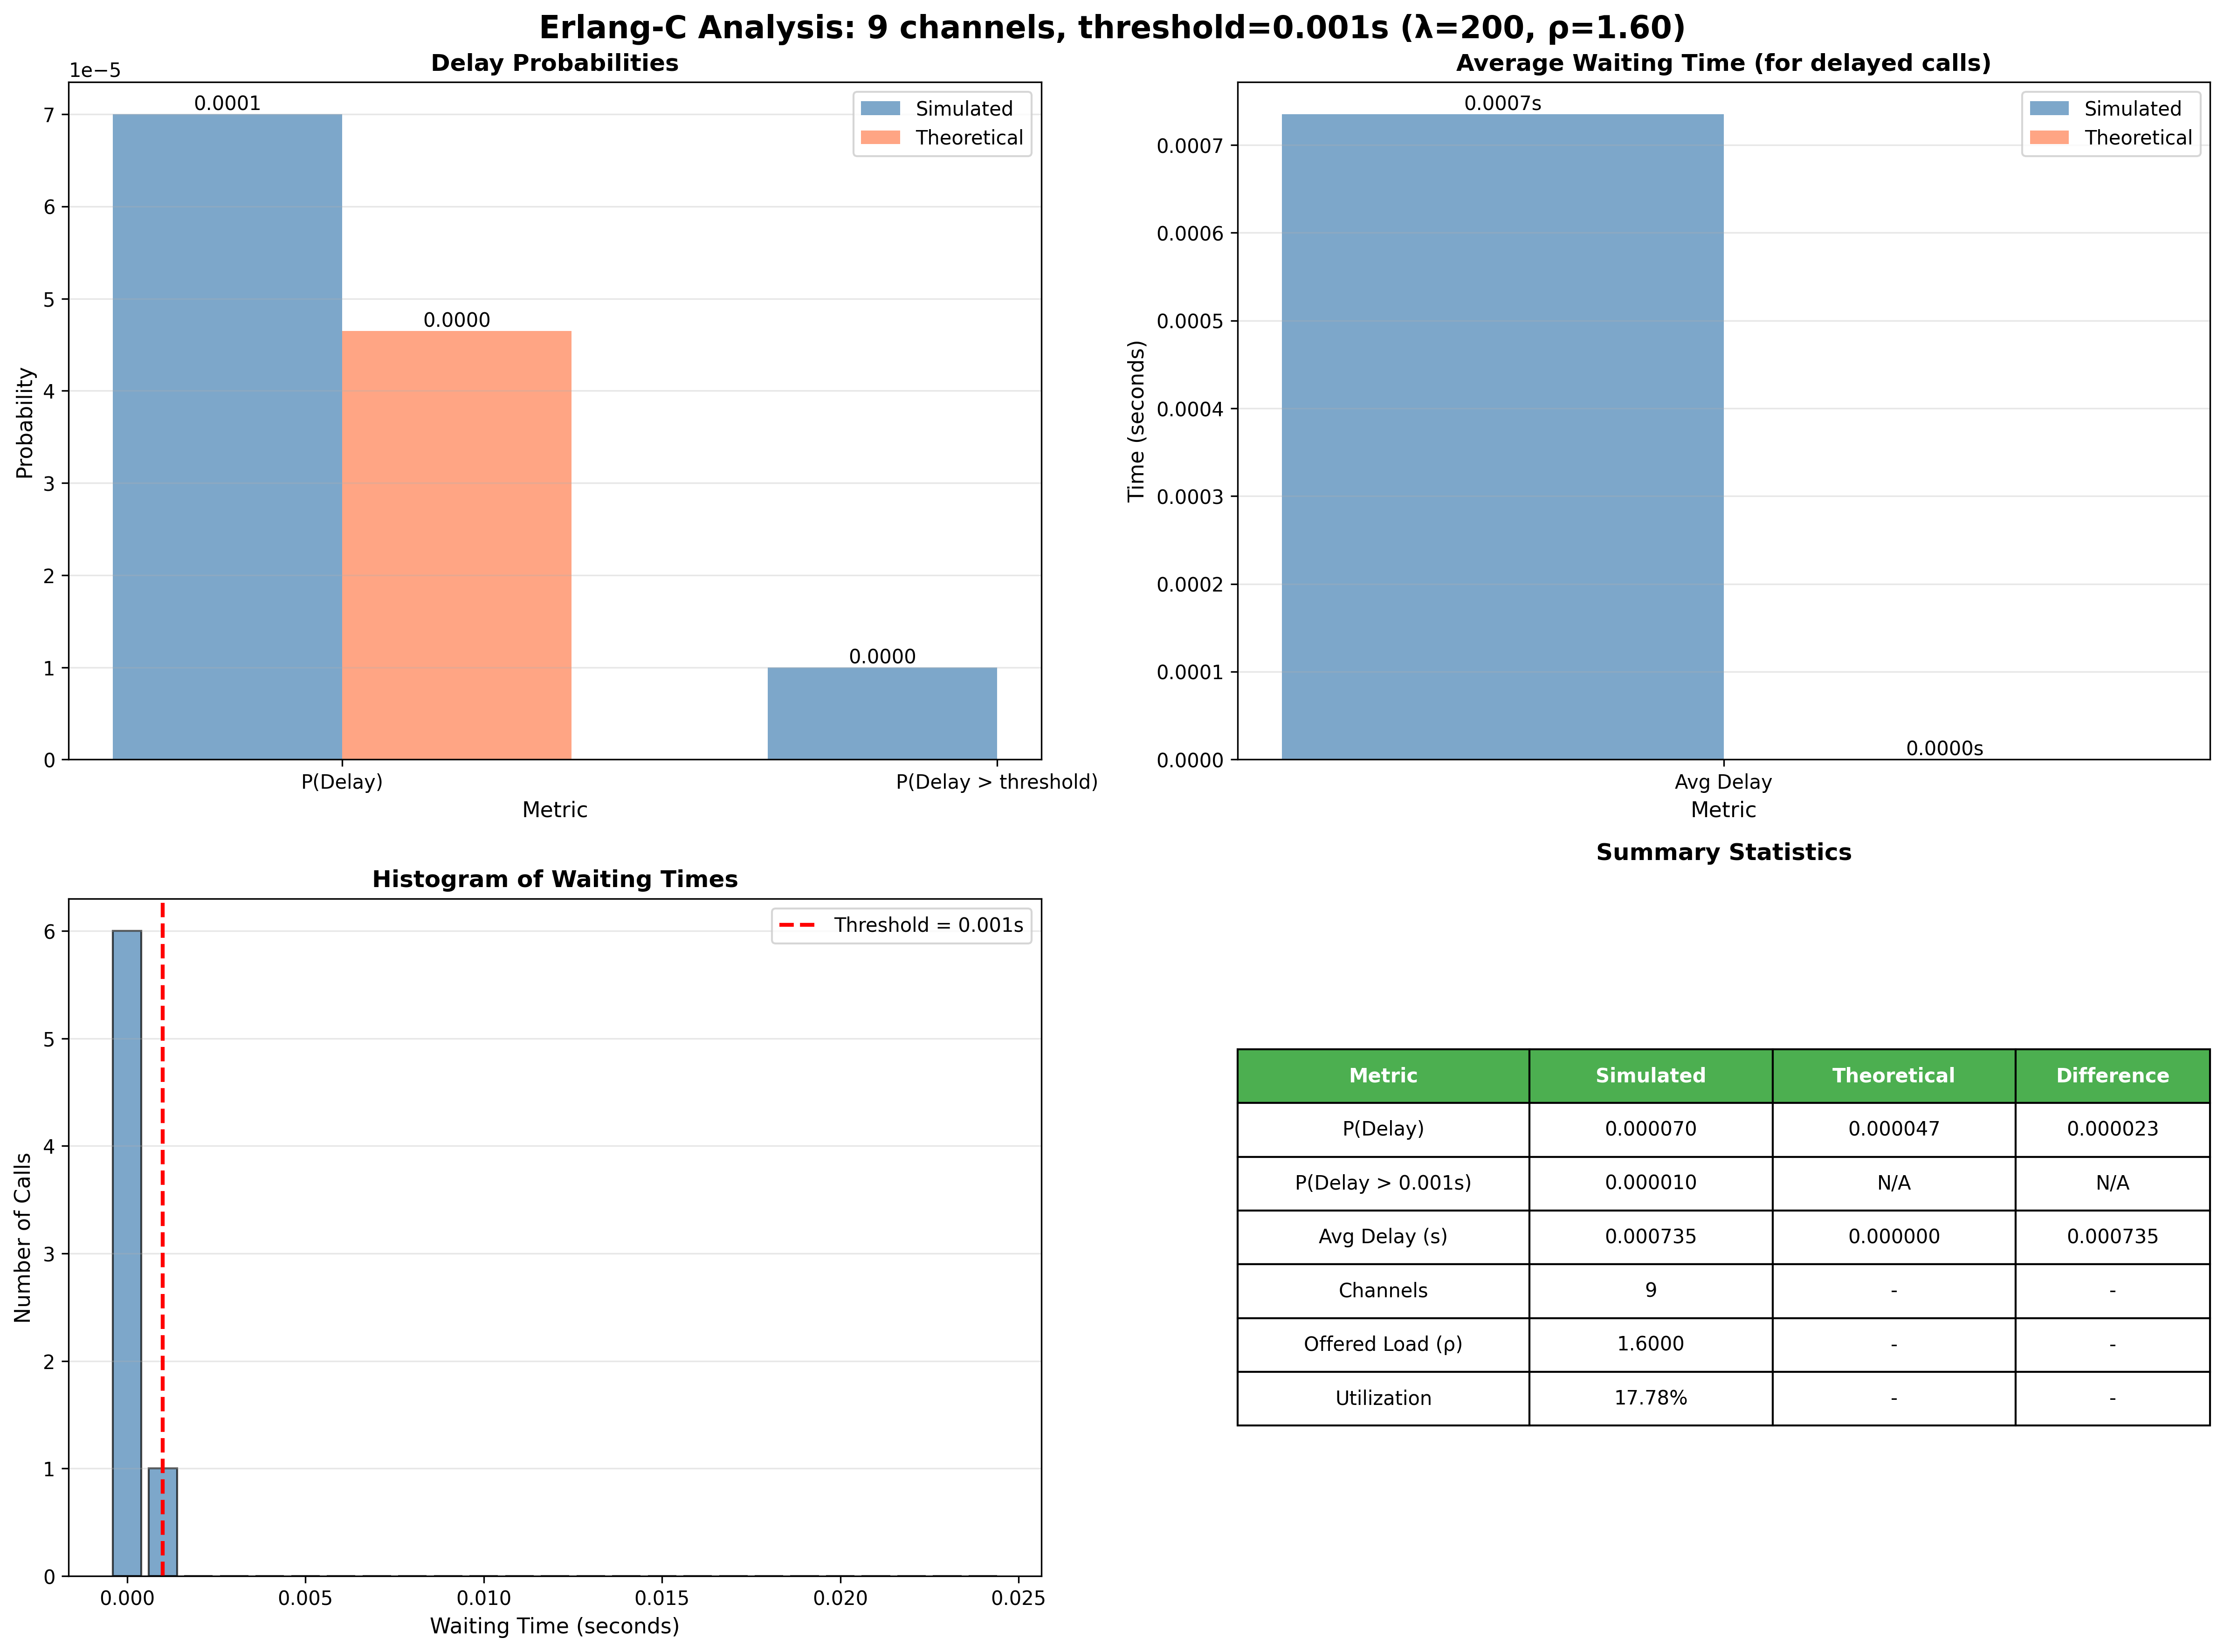 Erlang-C Analysis: 9 channels, threshold=0.001s (λ=200, ρ=1.60)
Delay Probabilities
1e−5
0.0001
0.0000
0.0000
Simulated
Theoretical
7
6
5
4
3
2
1
0
Probability
P(Delay)
P(Delay > threshold)
Metric
Average Waiting Time (for delayed calls)
0.0007s
0.0000s
Simulated
Theoretical
0.0007
0.0006
0.0005
0.0004
0.0003
0.0002
0.0001
0.0000
Time (seconds)
Avg Delay
Metric
Histogram of Waiting Times
Threshold = 0.001s
6
5
4
3
2
1
0
Number of Calls
0.000 0.005 0.010 0.015 0.020 0.025
Waiting Time (seconds)
Summary Statistics
Metric Simulated Theoretical Difference
P(Delay) 0.000070 0.000047 0.000023
P(Delay > 0.001s) 0.000010 N/A N/A
Avg Delay (s) 0.000735 0.000000 0.000735
Channels 9 - -
Offered Load (ρ) 1.6000 - -
Utilization 17.78% - -